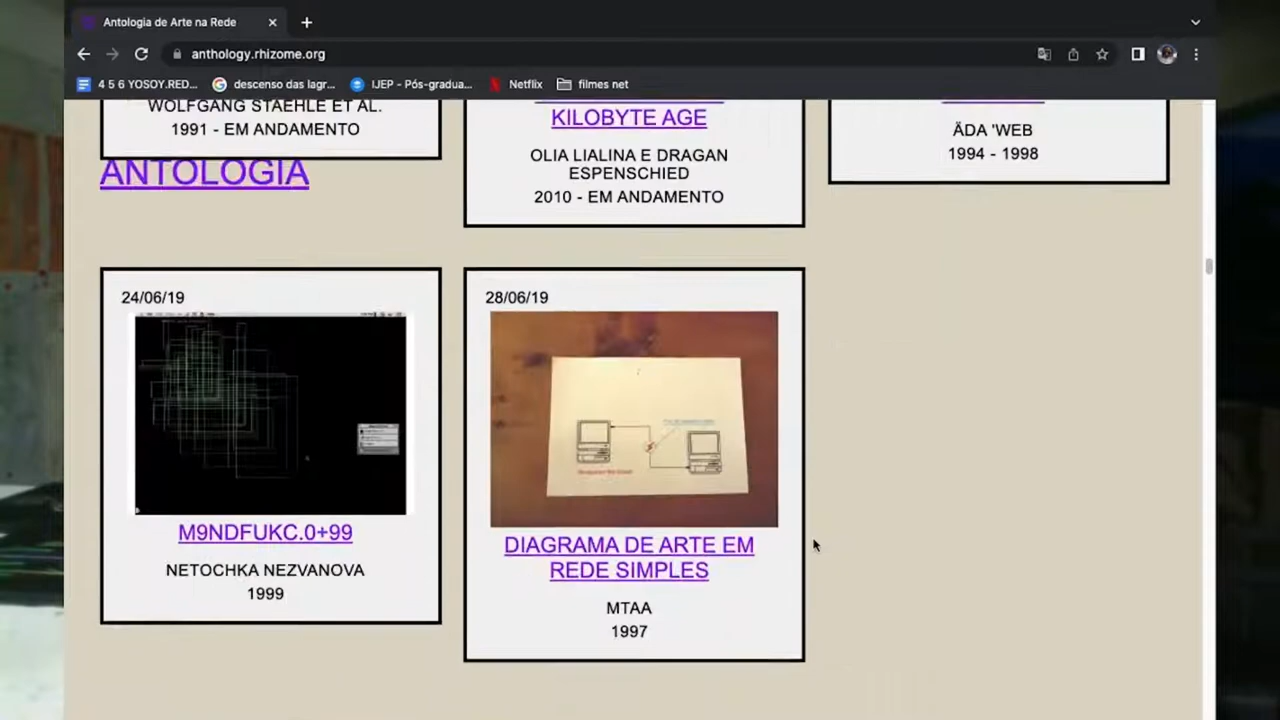 Antologia de Arte na Rede
anthology.rhizome.org
4 5 6 YOSOY.RED...
descenso das lagr...
IJEP - Pós-gradua...
Netflix
filmes net
WOLFGANG STAEHLE ET AL.
1991 - EM ANDAMENTO
ANTOLOGIA
KILOBYTE AGE
OLIA LIALINA E DRAGAN
ESPENSCHIED
2010 - EM ANDAMENTO
ÄDA 'WEB
1994 - 1998
24/06/19
M9NDFUKC.0+99
NETOCHKA NEZVANOVA
1999
28/06/19
DIAGRAMA DE ARTE EM
REDE SIMPLES
MTAA
1997